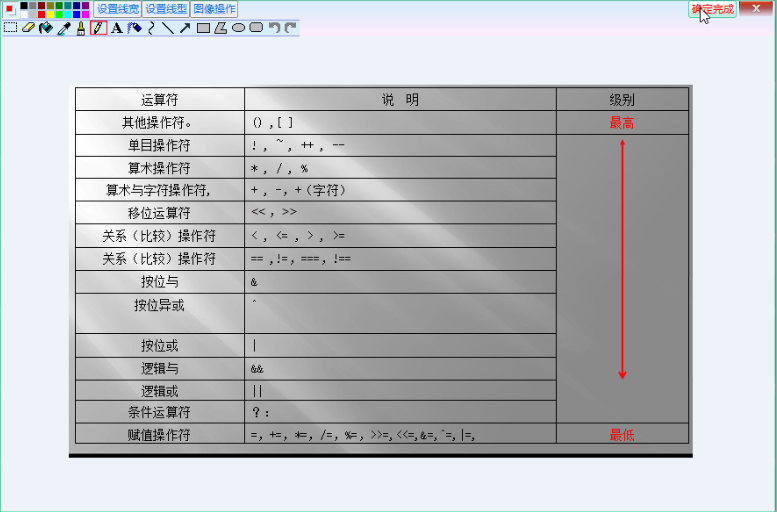 设置线宽 设置线型 图像操作 确定完成
A
运算符 说 明 级别
其他操作符。 () ,[ ] 最高
单目操作符 ! , ~ , ++ , --
算术操作符 * , / , %
算术与字符操作符, + , -, +（字符）
移位运算符 << , >>
关系（比较）操作符 < , <= , > , >=
关系（比较）操作符 == ,!=, ===, !==
按位与 &
按位异或 ^
按位或 |
逻辑与 &&
逻辑或 ||
条件运算符 ? :
赋值操作符 =, +=, *=, /=, %=, >>=,<<=,&=,^=,|=, 最低